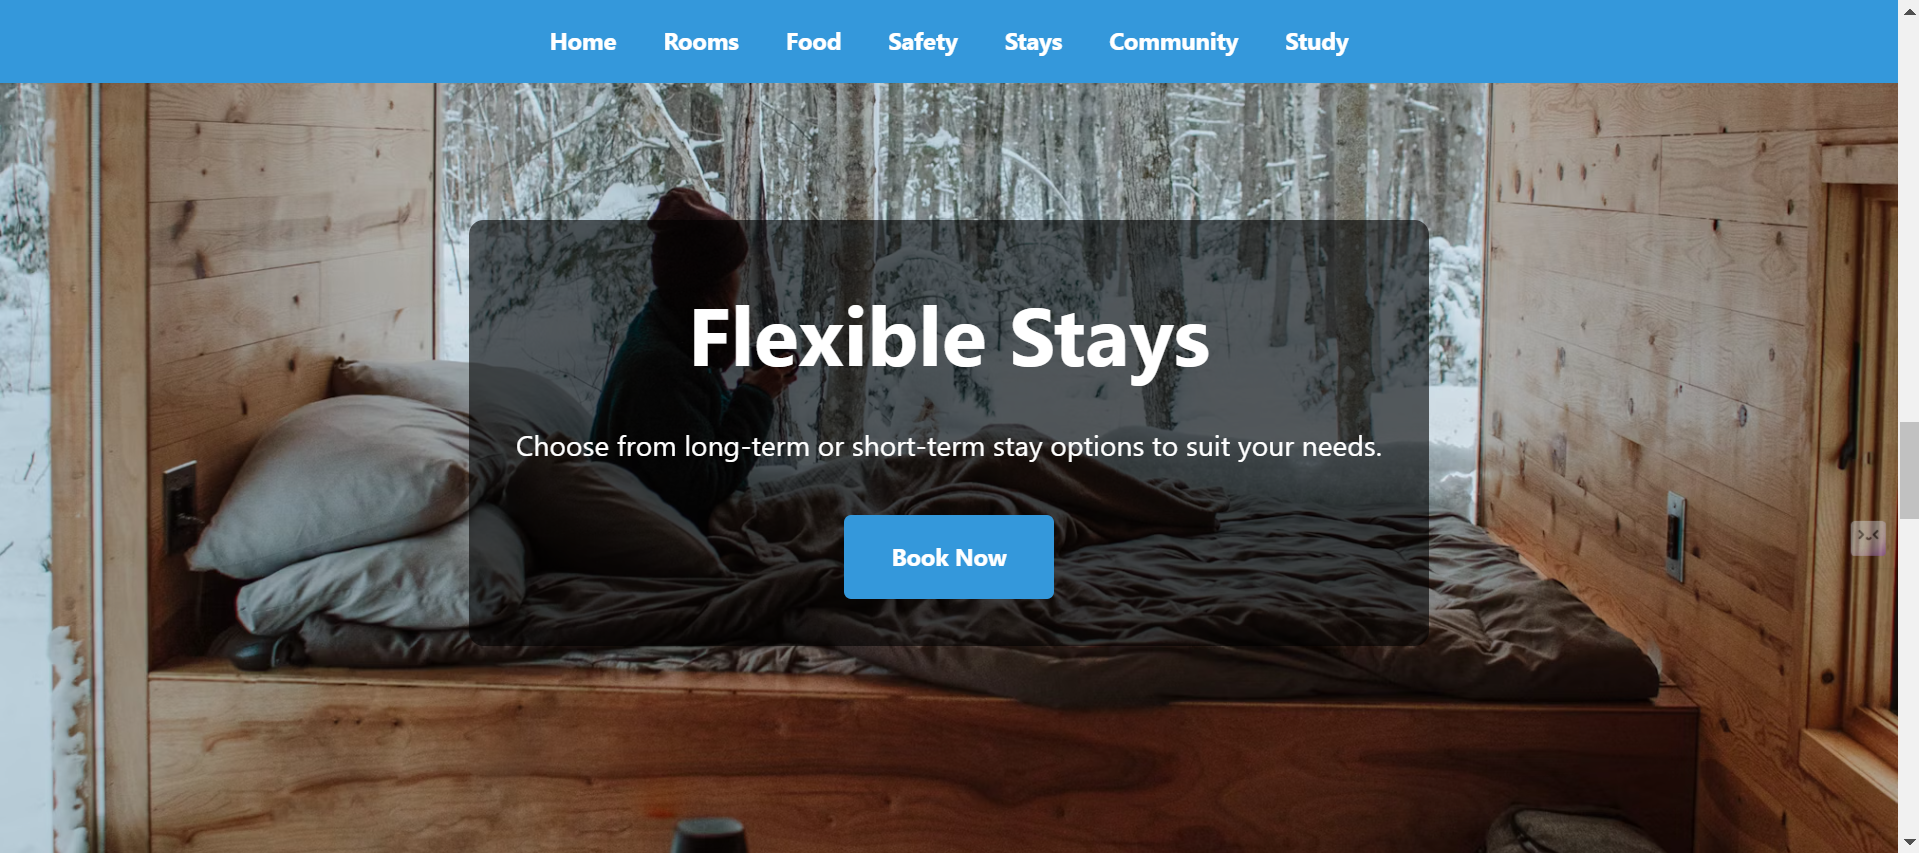 Home Rooms Food Safety Stays Community Study
Flexible Stays
Choose from long-term or short-term stay options to suit your needs.
Book Now